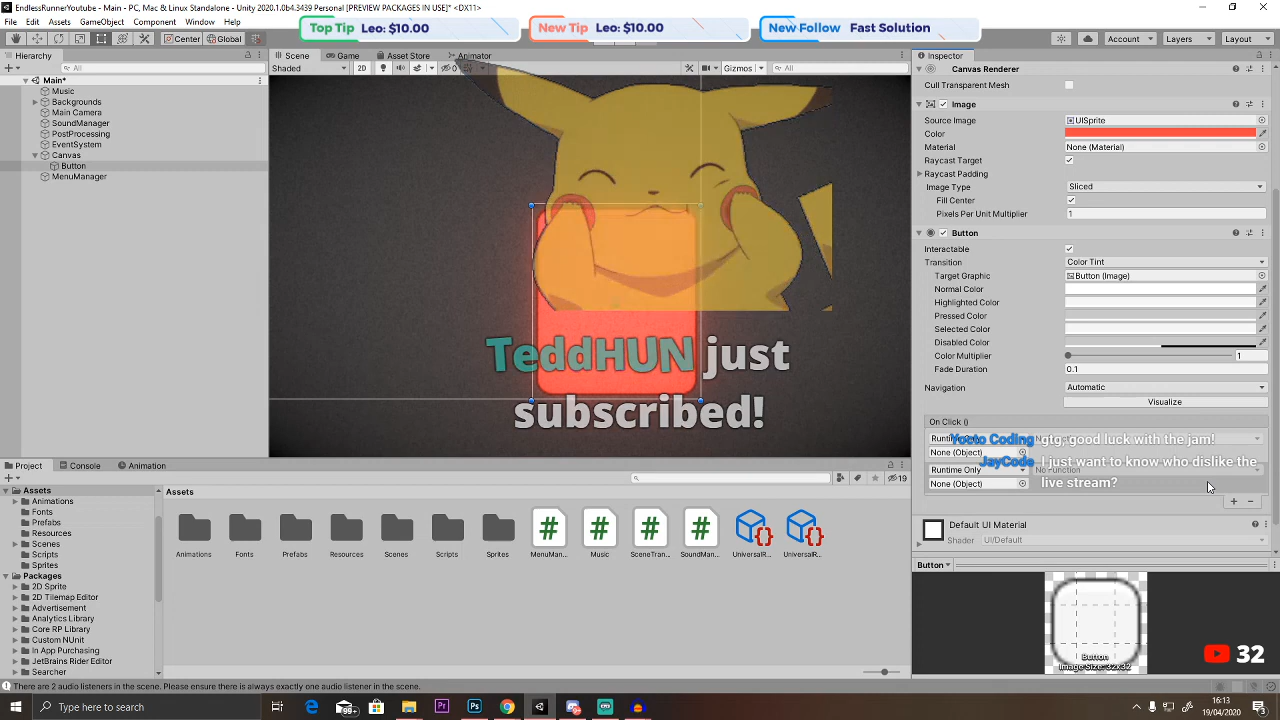 EndlessRunner - Main - PC, Mac & Linux Standalone - Unity 2020.1.0b4.3439 Personal [PREVIEW PACKAGES IN USE] <DX11>
File Edit Assets
Top Tip Leo: $10.00
New Tip Leo: $10.00
New Follow Fast Solution
Center Global
Account Layers Layout
Hierarchy
All
Main*
Music
Backgrounds
Main Camera
SoundManager
PostProcessing
EventSystem
Canvas
Button
MenuManager
Scene Game Asset Store Animator
Shaded 2D 0 Gizmos All
TeddHUN just
subscribed!
Inspector
Canvas Renderer
Cull Transparent Mesh
Image
Source Image UISprite
Color
Material None (Material)
Raycast Target
Raycast Padding
Image Type Sliced
Fill Center
Pixels Per Unit Multiplier 1
Button
Interactable
Transition Color Tint
Target Graphic Button (Image)
Normal Color
Highlighted Color
Pressed Color
Selected Color
Disabled Color
Color Multiplier 1
Fade Duration 0.1
Navigation Automatic
Visualize
On Click ()
Yocto Coding gtg, good luck with the jam!
None (Object)
JayCode I just want to know who dislike the
live stream?
Runtime Only
None (Object)
Default UI Material
Shader UI/Default
Button
Button
Image Size: 32x32
32
Project Console Animation
19
Assets
Animations
Fonts
Prefabs
Resources
Scenes
Scripts
Sprites
Packages
2D Sprite
2D Tilemap Editor
Advertisement
Analytics Library
Core RP Library
Custom NUnit
In App Purchasing
JetBrains Rider Editor
Searcher
Assets
Animations Fonts Prefabs Resources Scenes Scripts Sprites MenuMan... Music SceneTran... SoundMan... UniversalR... UniversalR...
There are 2 audio listeners in the scene. Please ensure there is always exactly one audio listener in the scene.
Type here to search
99+
16:13
19/04/2020